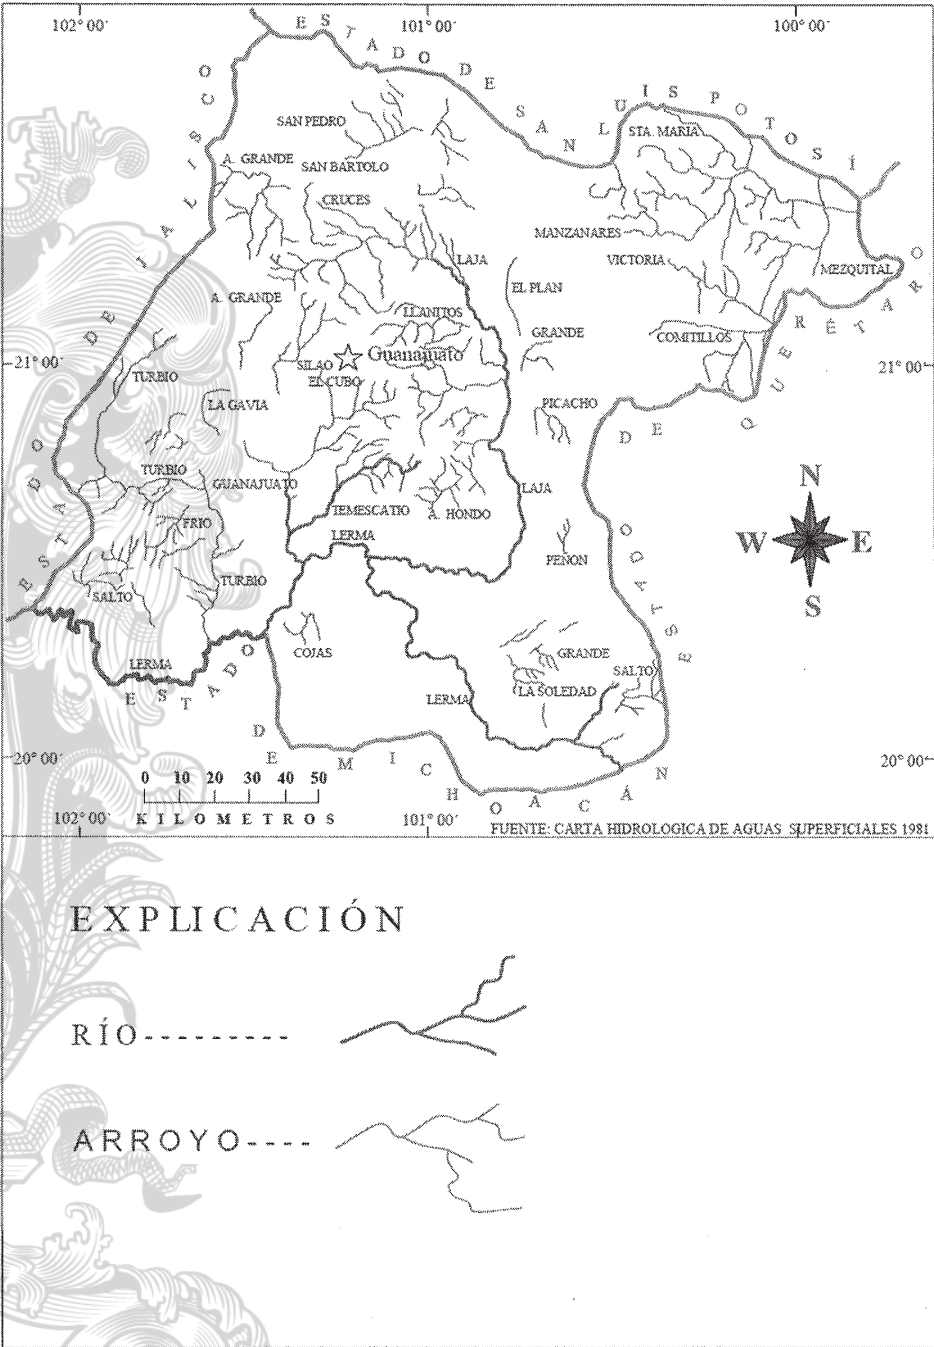 102° 00´ 101° 00´ 100° 00´
ESTADO DE SAN LUIS POTOSÍ
ESTADO DE JALISCO
SAN PEDRO
STA. MARIA
A. GRANDE
SAN BARTOLO
CRUCES
MANZANARES
LAJA
VICTORIA
MEZQUITAL
EL PLAN
A. GRANDE
LLANITOS
GRANDE
COMITILLOS
Guanajuato
21° 00´ 21° 00´
SILAO
TURBIO
EL CUBO
LA GAVIA
PICACHO
ESTADO DE QUERÉTARO
TURBIO
GUANAJUATO
LAJA
TEMESCATIO
A. HONDO
FRIO
LERMA
N
W E
S
PEÑON
TURBIO
SALTO
COJAS
GRANDE
LERMA
SALTO
LA SOLEDAD
LERMA
ESTADO DE MICHOACÁN
20° 00´ 20° 00´
0 10 20 30 40 50
KILOMETROS
102° 00´ 101° 00´
FUENTE: CARTA HIDROLOGICA DE AGUAS SUPERFICIALES 1981
EXPLICACIÓN
RÍO---------
ARROYO----